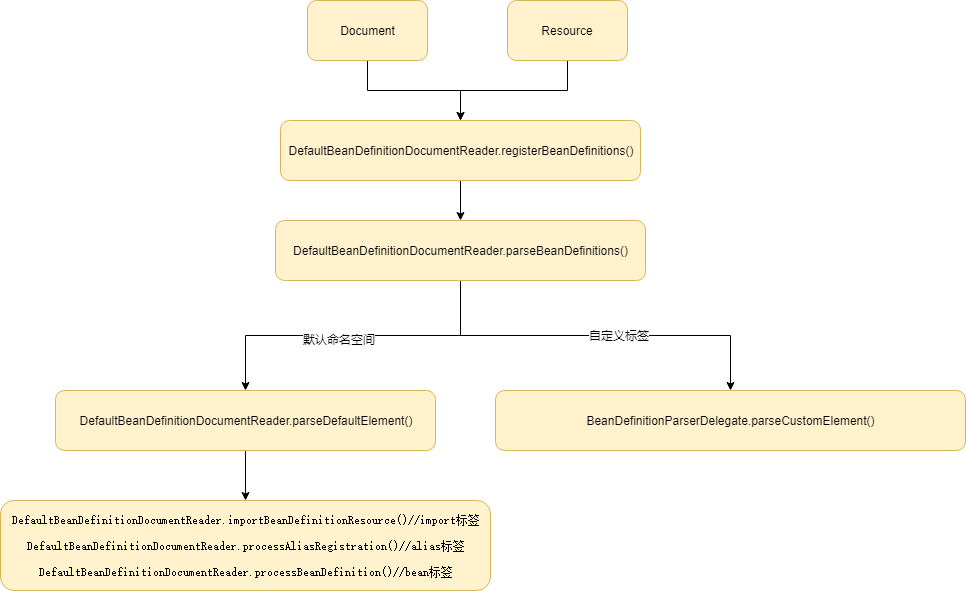 Document
Resource
DefaultBeanDefinitionDocumentReader.registerBeanDefinitions()
DefaultBeanDefinitionDocumentReader.parseBeanDefinitions()
默认命名空间
自定义标签
DefaultBeanDefinitionDocumentReader.parseDefaultElement()
BeanDefinitionParserDelegate.parseCustomElement()
DefaultBeanDefinitionDocumentReader.importBeanDefinitionResource()//import标签
DefaultBeanDefinitionDocumentReader.processAliasRegistration()//alias标签
DefaultBeanDefinitionDocumentReader.processBeanDefinition()//bean标签